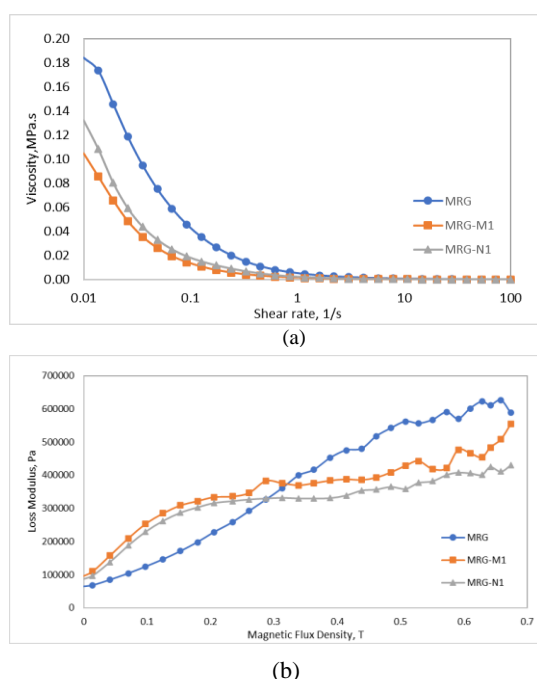 0.20
0.18
0.16
0.14
0.12
0.10
0.08
0.06
0.04
0.02
0.00
Viscosity,MPa.s
MRG
MRG-M1
MRG-N1
0.01 0.1 1 10 100
Shear rate, 1/s
(a)
700000
600000
500000
400000
300000
200000
100000
0
Loss Modulus, Pa
MRG
MRG-M1
MRG-N1
0 0.1 0.2 0.3 0.4 0.5 0.6 0.7
Magnetic Flux Density, T
(b)